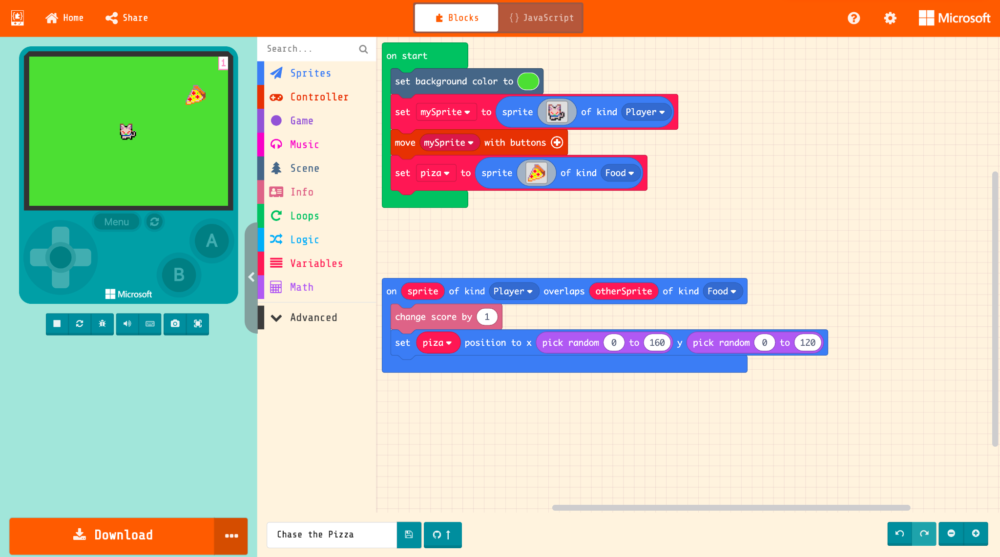 Home Share Blocks {} JavaScript Microsoft
1
Menu
A
B
Microsoft
Search...
Sprites
Controller
Game
Music
Scene
Info
Loops
Logic
Variables
Math
Advanced
on start
set background color to
set mySprite to sprite of kind Player
move mySprite with buttons
set piza to sprite of kind Food
on sprite of kind Player overlaps otherSprite of kind Food
change score by 1
set piza position to x pick random 0 to 160 y pick random 0 to 120
Download
Chase the Pizza